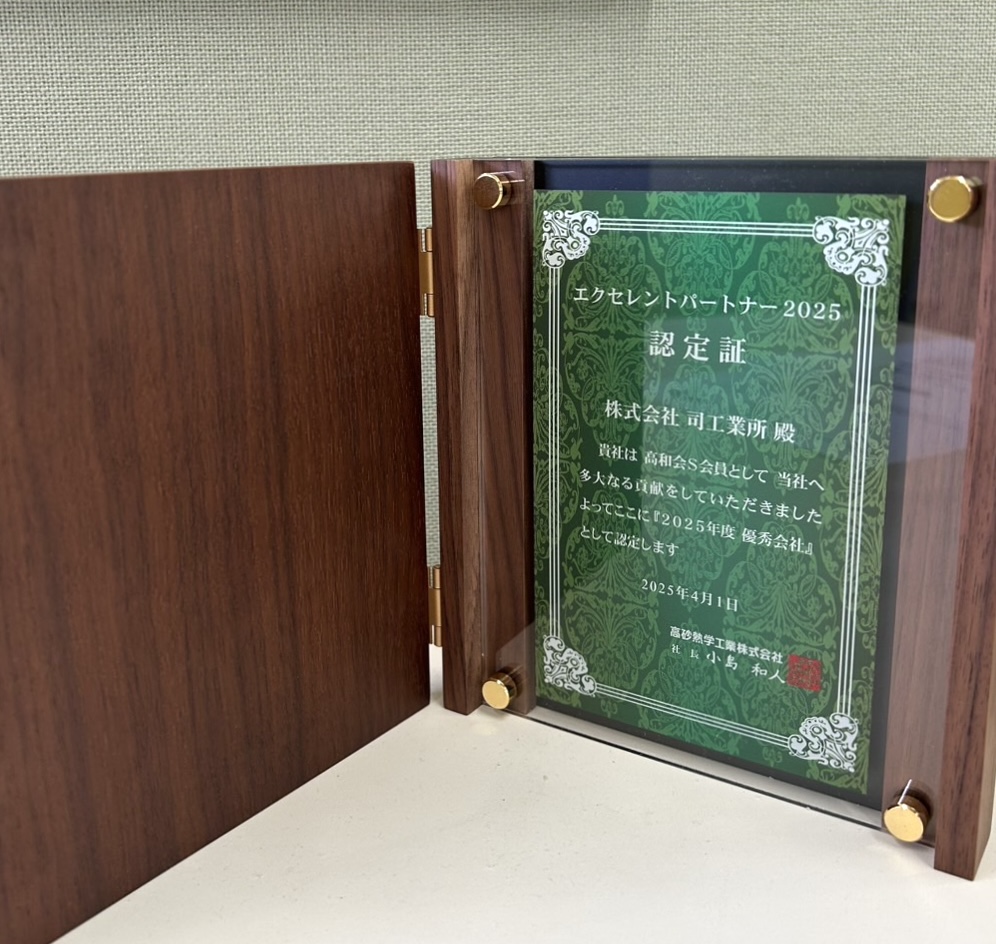 エクセレントパートナー2025
認定証
株式会社 司工業所 殿
貴社は 高和会S会員として 当社へ
多大なる貢献をしていただきました
よってここに『2025年度 優秀会社』
として認定します
2025年4月1日
高砂熱学工業株式会社
社長 小島 和人